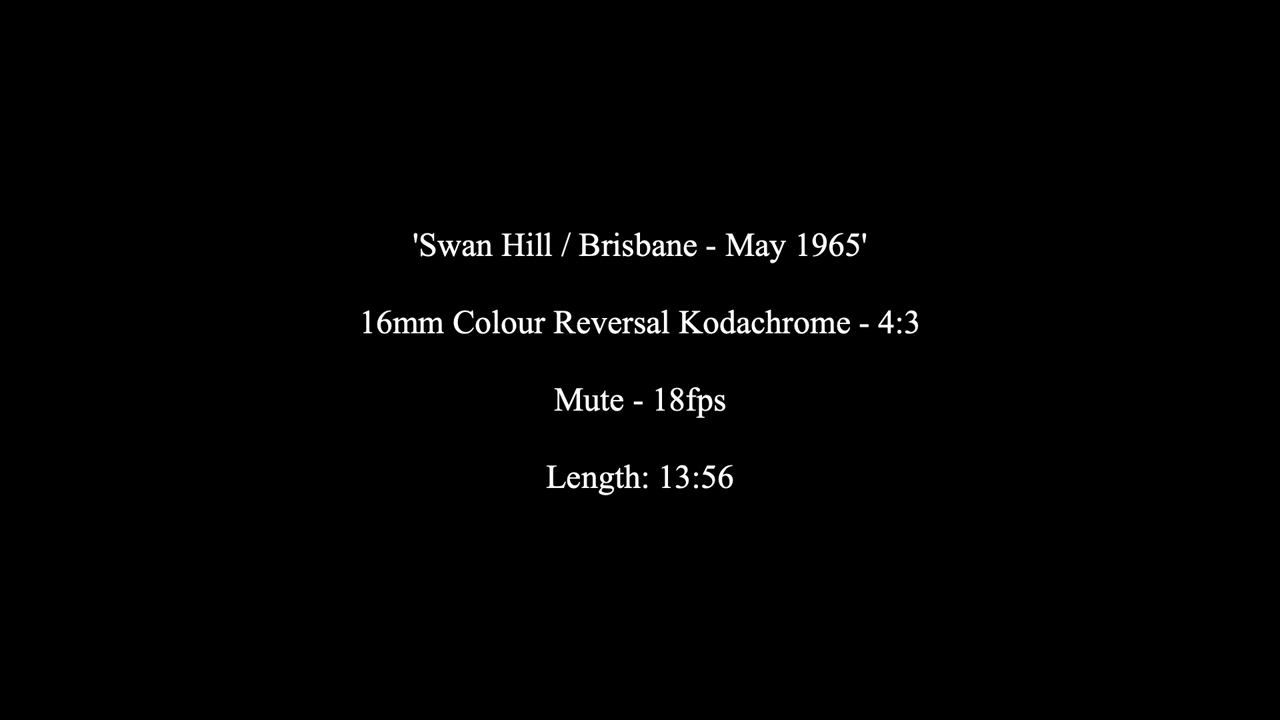 'Swan Hill / Brisbane - May 1965'
16mm Colour Reversal Kodachrome - 4:3
Mute - 18fps
Length: 13:56